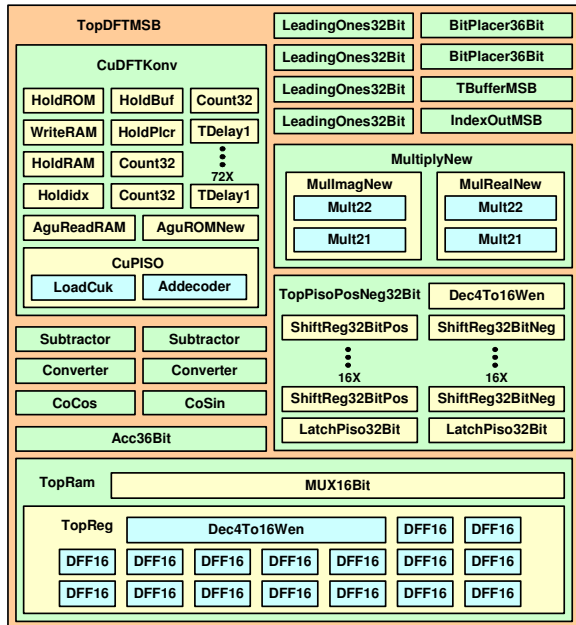 TopDFTMSB
CuDFTKonv
HoldROM HoldBuf Count32
WriteRAM HoldPlcr TDelay1
HoldRAM Count32
72X
Holdidx Count32 TDelay1
AguReadRAM AguROMNew
CuPISO
LoadCuk Addecoder
Subtractor Subtractor
Converter Converter
CoCos CoSin
Acc36Bit
LeadingOnes32Bit BitPlacer36Bit
LeadingOnes32Bit BitPlacer36Bit
LeadingOnes32Bit TBufferMSB
LeadingOnes32Bit IndexOutMSB
MultiplyNew
MulImagNew MulRealNew
Mult22 Mult22
Mult21 Mult21
TopPisoPosNeg32Bit Dec4To16Wen
ShiftReg32BitPos ShiftReg32BitNeg
16X 16X
ShiftReg32BitPos ShiftReg32BitNeg
LatchPiso32Bit LatchPiso32Bit
TopRam MUX16Bit
TopReg Dec4To16Wen DFF16 DFF16
DFF16 DFF16 DFF16 DFF16 DFF16 DFF16 DFF16
DFF16 DFF16 DFF16 DFF16 DFF16 DFF16 DFF16